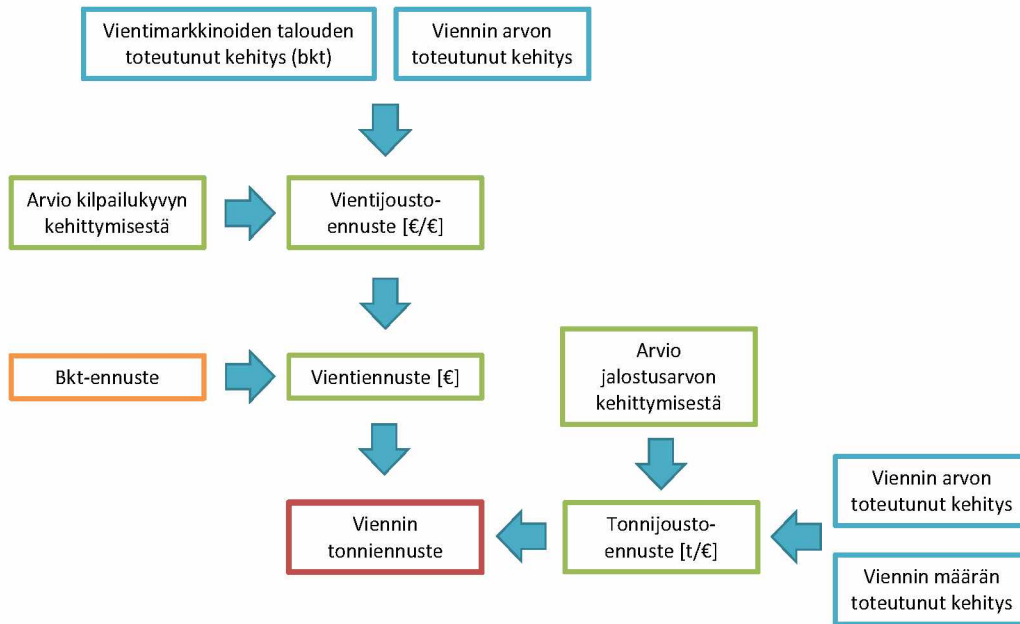 Vientimarkkinoiden talouden
toteutunut kehitys (bkt)
Viennin arvon
toteutunut kehitys
Arvio kilpailukyvyn
kehittymisestä
Vientijousto-
ennuste [€/€]
Bkt-ennuste
Vientiennuste [€]
Arvio
jalostusarvon
kehittymisestä
Viennin
tonniennuste
Tonnijousto-
ennuste [t/€]
Viennin arvon
toteutunut kehitys
Viennin määrän
toteutunut kehitys